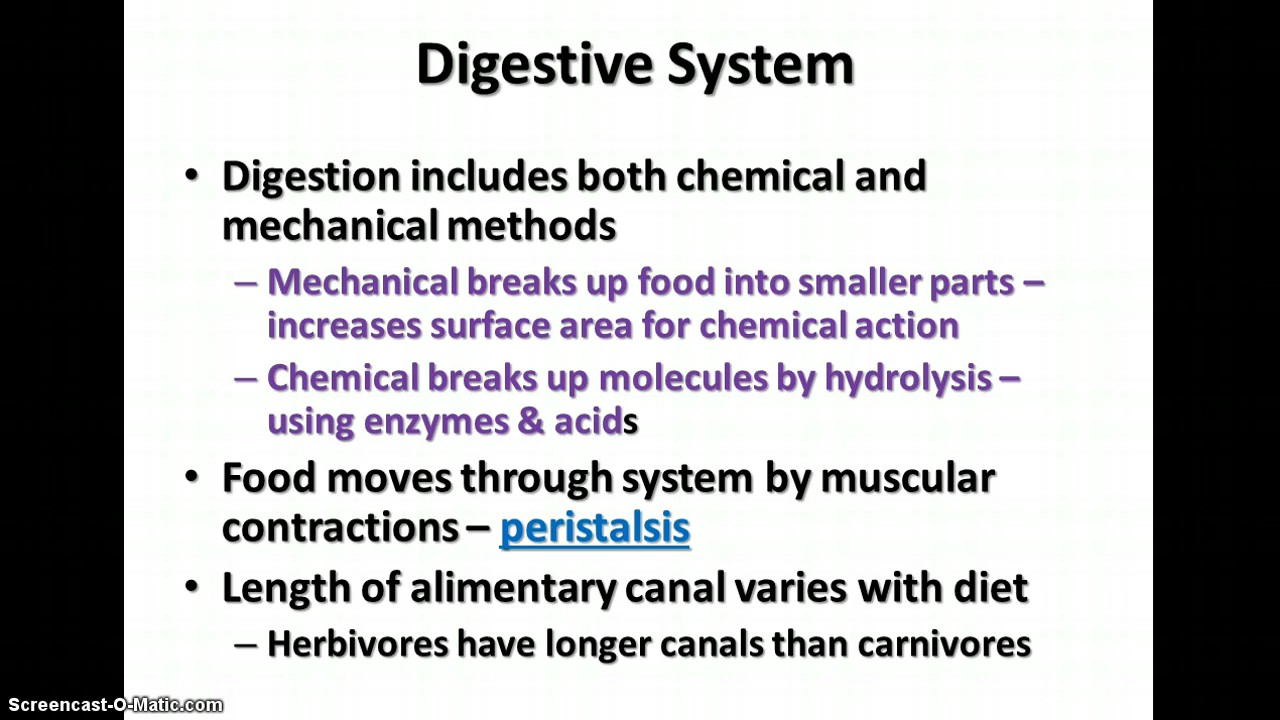 Digestive System
• Digestion includes both chemical and
mechanical methods
– Mechanical breaks up food into smaller parts –
increases surface area for chemical action
– Chemical breaks up molecules by hydrolysis –
using enzymes & acids
• Food moves through system by muscular
contractions – peristalsis
• Length of alimentary canal varies with diet
– Herbivores have longer canals than carnivores
Screencast-O-Matic.com